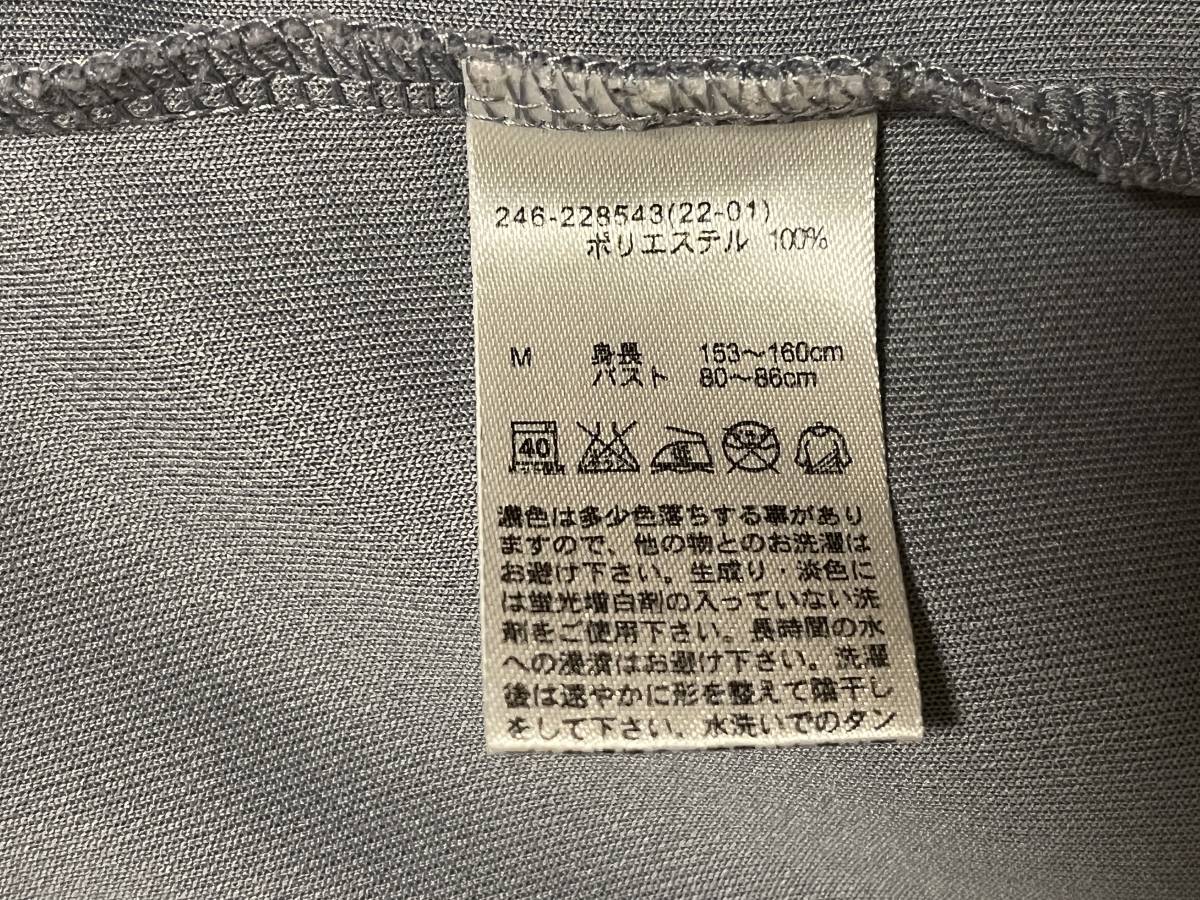 246-228543(22-01)
ポリエステル 100%
M 身長 153～160cm
バスト 80～86cm
40
濃色は多少色落ちする事があり
ますので、他の物とのお洗濯は
お避け下さい。生成り・淡色に
は蛍光増白剤の入っていない洗
剤をご使用下さい。長時間の水
への浸漬はお避け下さい。洗濯
後は速やかに形を整えて陰干し
をして下さい。水洗いでのタン